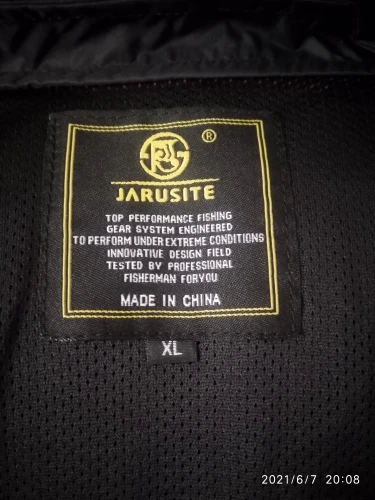 ®
JARUSITE
TOP PERFORMANCE FISHING
GEAR SYSTEM ENGINEERED
TO PERFORM UNDER EXTREME CONDITIONS
INNOVATIVE DESIGN FIELD
TESTED BY PROFESSIONAL
FISHERMAN FORYOU
MADE IN CHINA
XL
2021/6/7 20:08